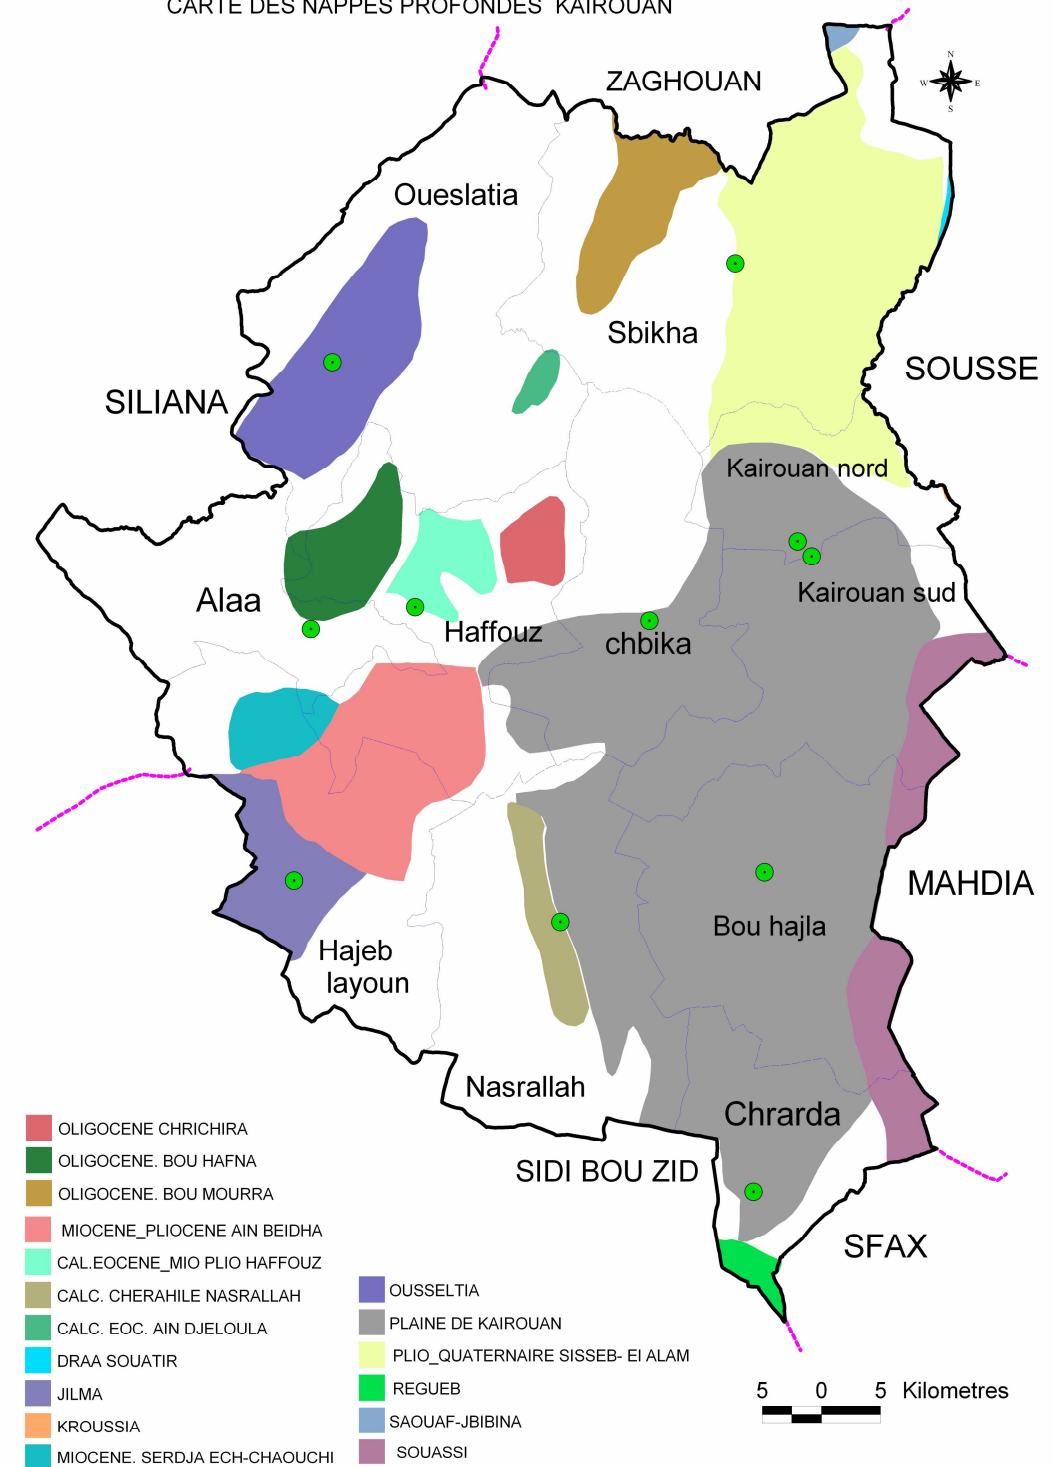 CARTE DES NAPPES PROFONDES KAIROUAN
ZAGHOUAN
N
W E
S
Oueslatia
Sbikha
SOUSSE
SILIANA
Kairouan nord
Kairouan sud
Alaa
Haffouz
chbika
MAHDIA
Bou hajla
Hajeb
layoun
Nasrallah
Chrarda
SIDI BOU ZID
SFAX
OLIGOCENE CHRICHIRA
OLIGOCENE. BOU HAFNA
OLIGOCENE. BOU MOURRA
MIOCENE_PLIOCENE AIN BEIDHA
CAL.EOCENE_MIO PLIO HAFFOUZ
CALC. CHERAHILE NASRALLAH
CALC. EOC. AIN DJELOULA
DRAA SOUATIR
JILMA
KROUSSIA
MIOCENE. SERDJA ECH-CHAOUCHI
OUSSELTIA
PLAINE DE KAIROUAN
PLIO_QUATERNAIRE SISSEB- El ALAM
REGUEB
SAOUAF-JBIBINA
SOUASSI
5 0 5 Kilometres